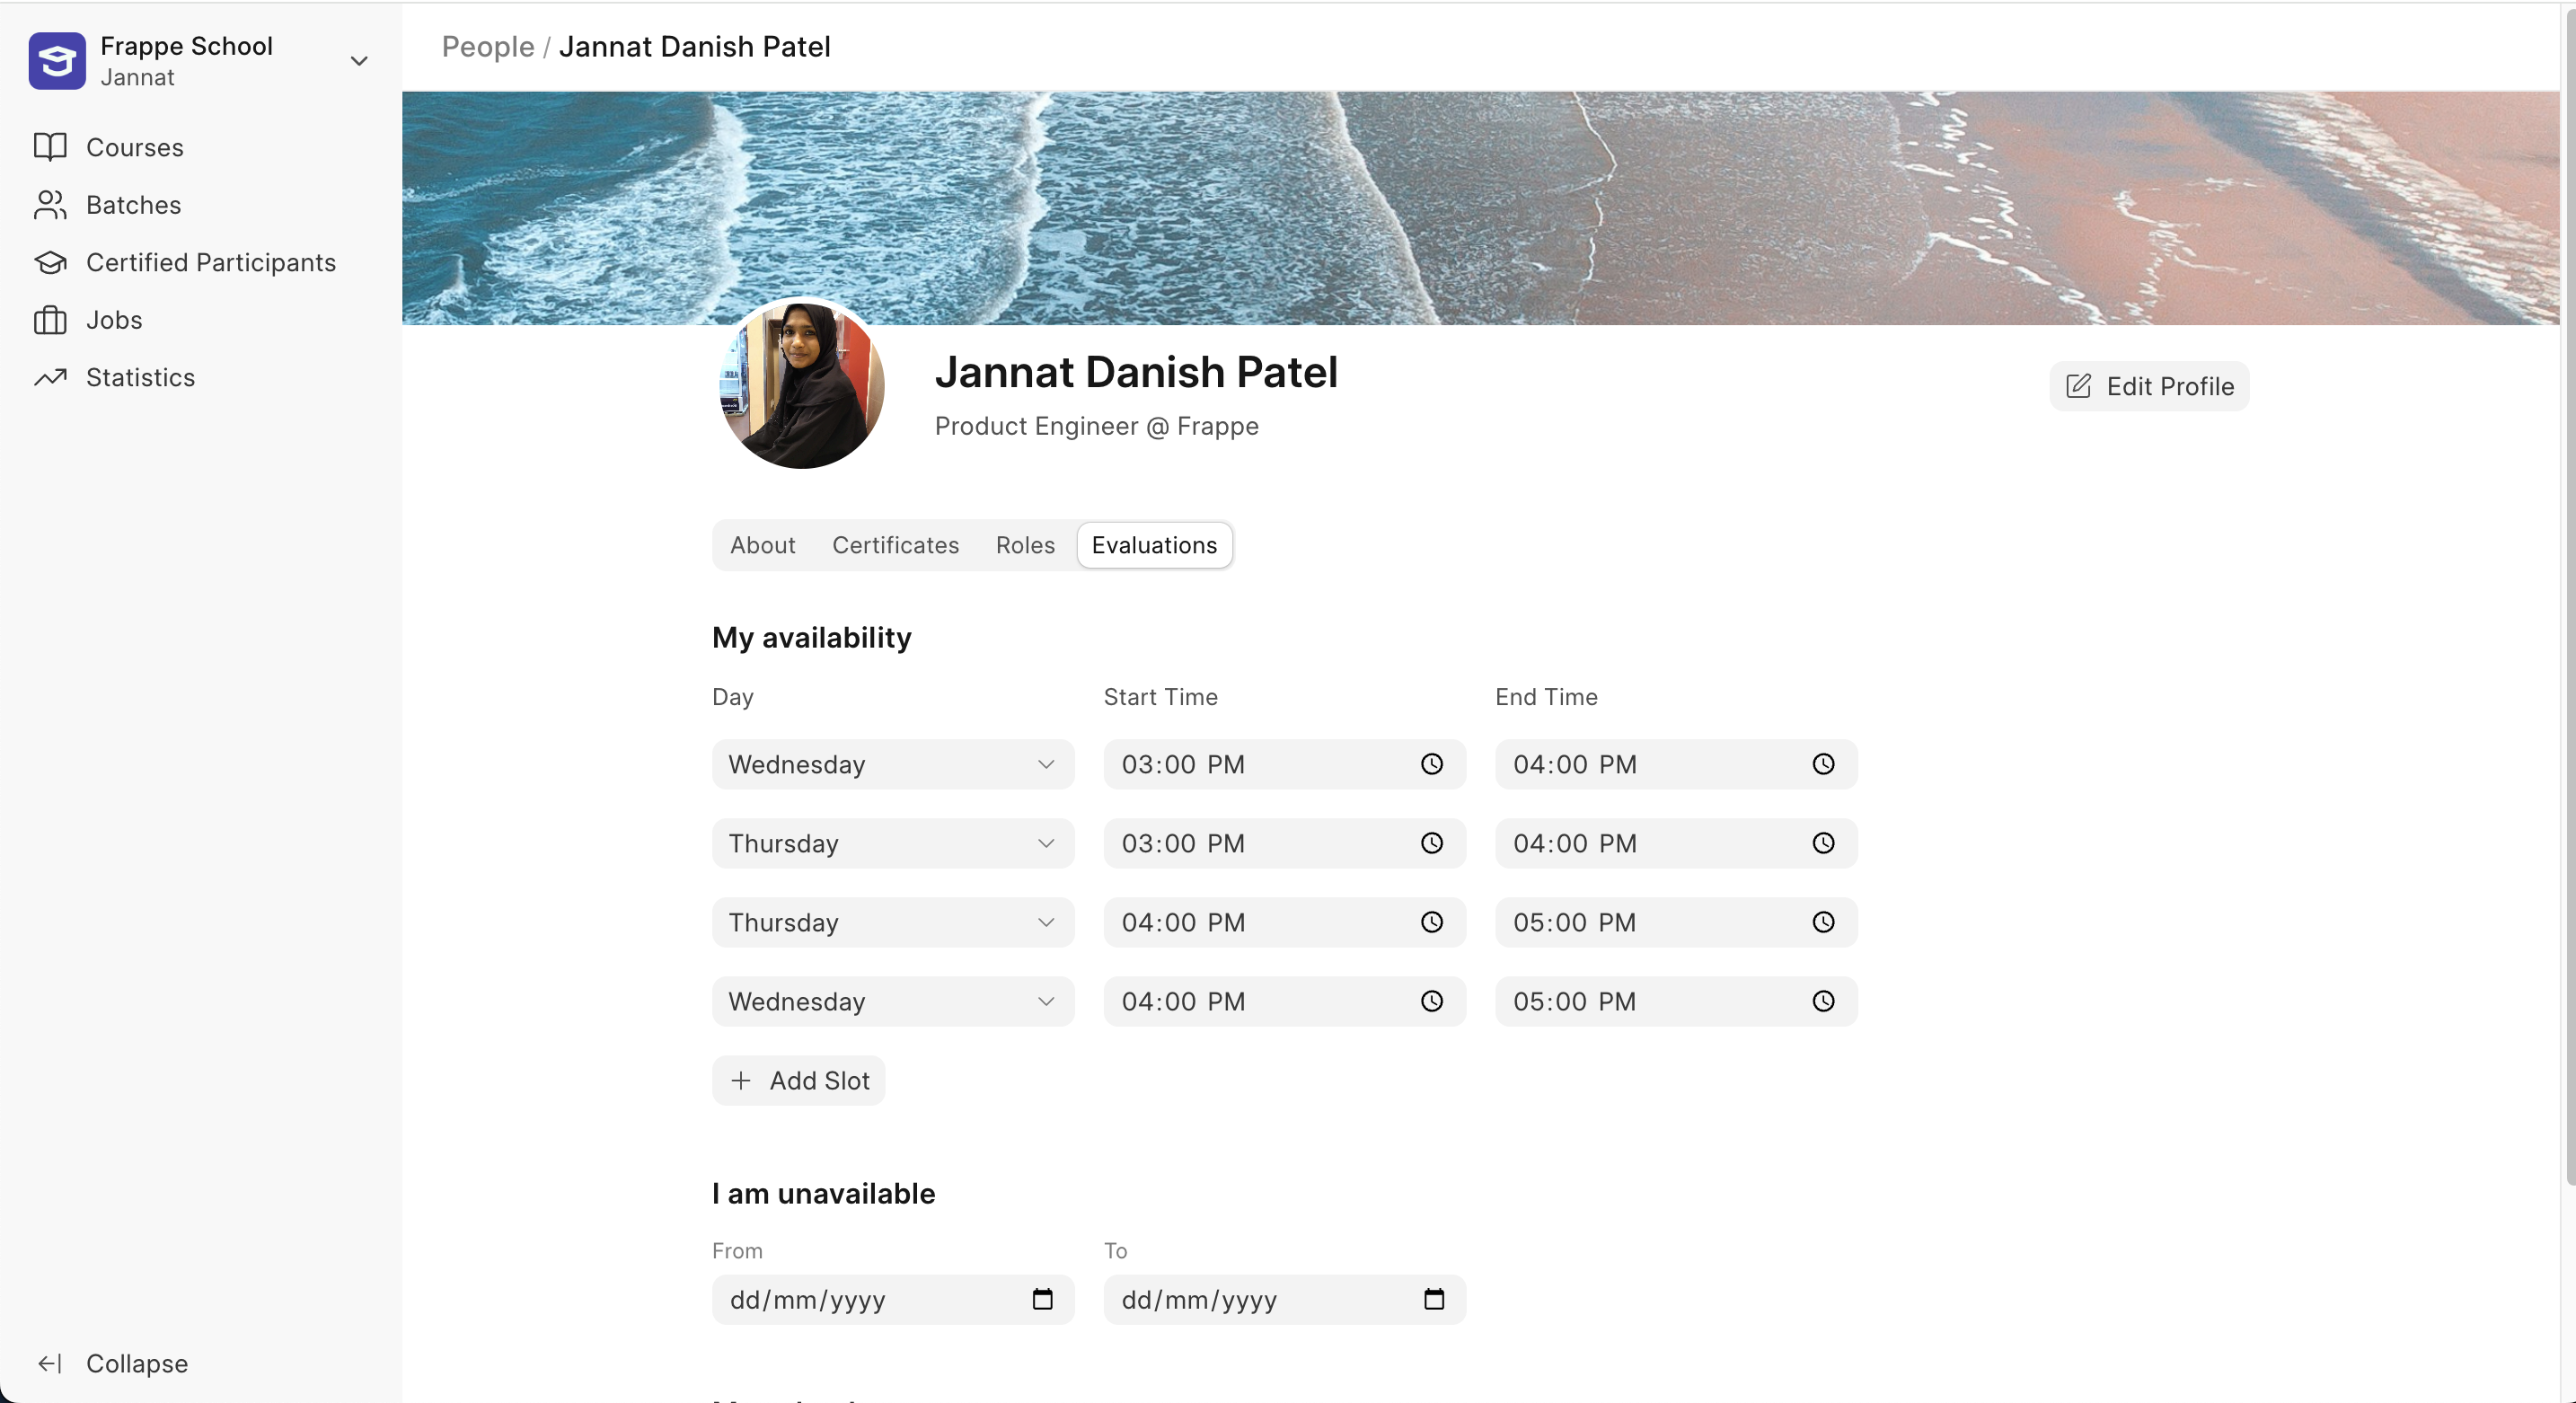 Frappe School
Jannat
Courses
Batches
Certified Participants
Jobs
Statistics
Collapse
People / Jannat Danish Patel
Jannat Danish Patel
Product Engineer @ Frappe
Edit Profile
About Certificates Roles Evaluations
My availability
Day Start Time End Time
Wednesday 03:00 PM 04:00 PM
Thursday 03:00 PM 04:00 PM
Thursday 04:00 PM 05:00 PM
Wednesday 04:00 PM 05:00 PM
+ Add Slot
I am unavailable
From To
dd/mm/yyyy dd/mm/yyyy